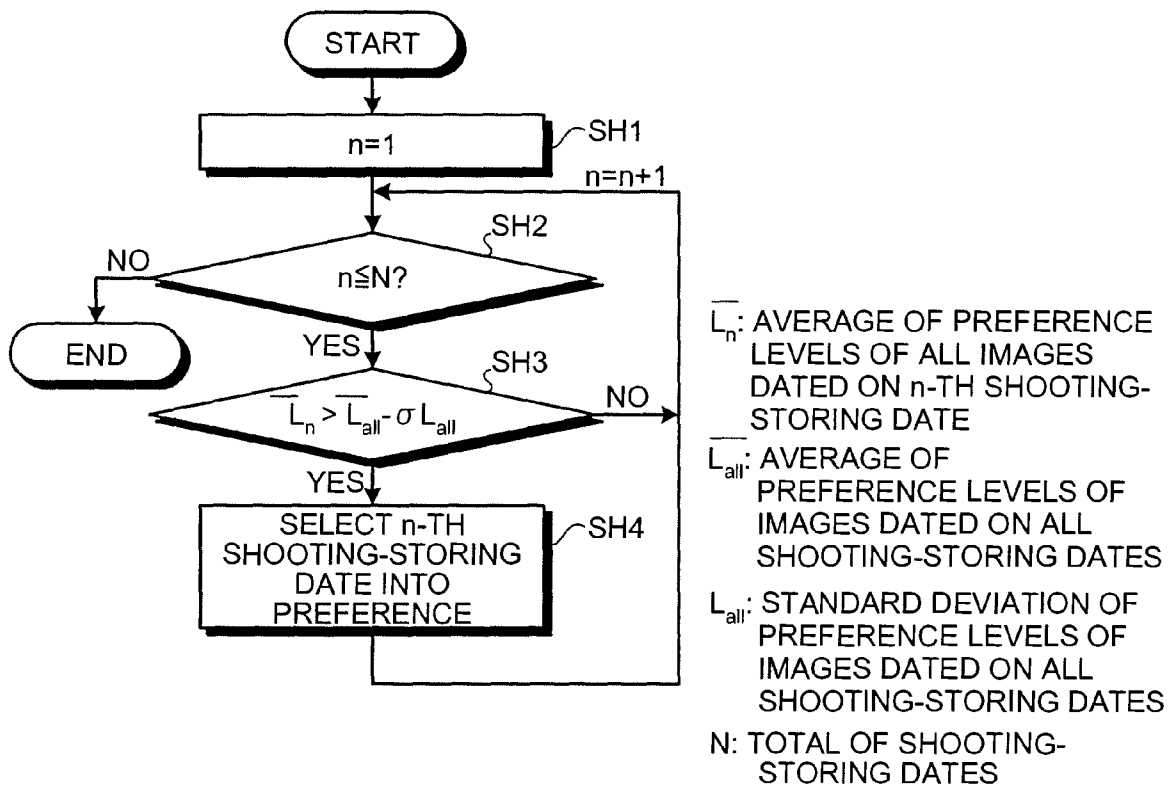 START
n=1
SH1
n=n+1
SH2
NO
n≦N?
END
YES
SH3
L̅n > L̅all - σ Lall
NO
YES
SELECT n-TH
SHOOTING-STORING
DATE INTO
PREFERENCE
SH4
L̅n: AVERAGE OF PREFERENCE
LEVELS OF ALL IMAGES
DATED ON n-TH SHOOTING-
STORING DATE
L̅all: AVERAGE OF
PREFERENCE LEVELS OF
IMAGES DATED ON ALL
SHOOTING-STORING DATES
Lall: STANDARD DEVIATION OF
PREFERENCE LEVELS OF
IMAGES DATED ON ALL
SHOOTING-STORING DATES
N: TOTAL OF SHOOTING-
STORING DATES